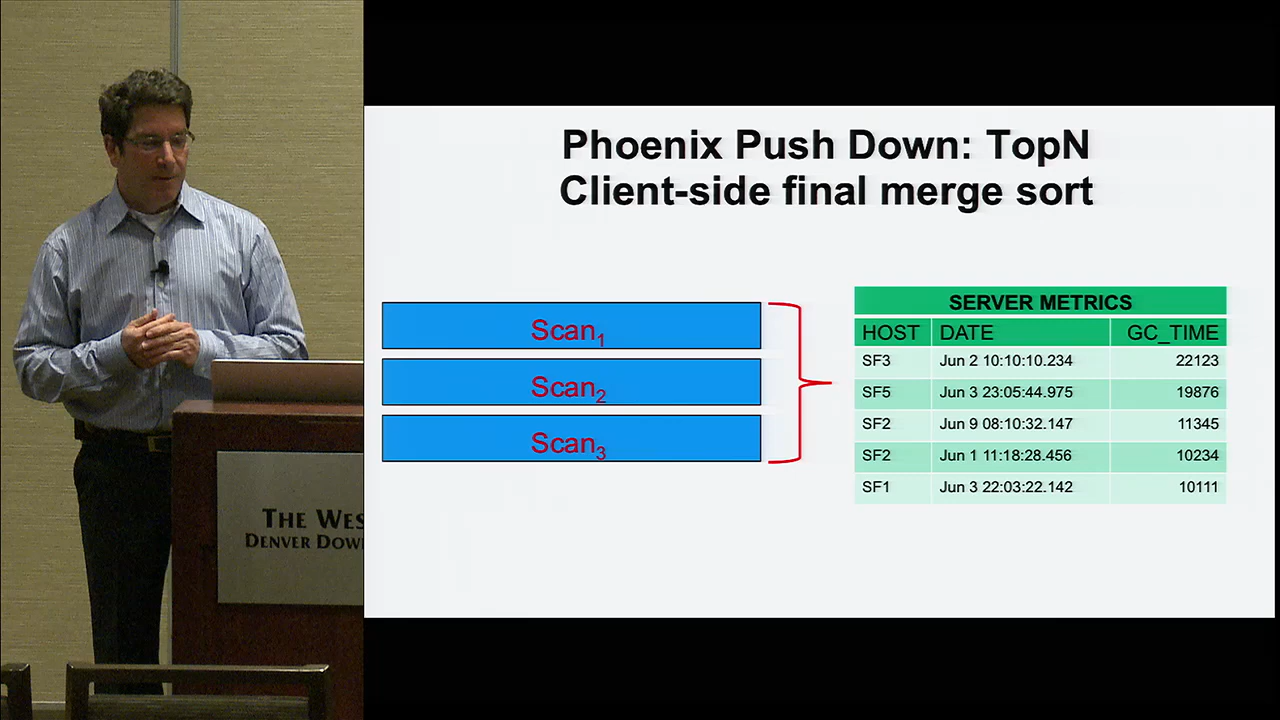 Phoenix Push Down: TopN
Client-side final merge sort
Scan1
Scan2
Scan3
SERVER METRICS
HOST DATE GC_TIME
SF3 Jun 2 10:10:10.234 22123
SF5 Jun 3 23:05:44.975 19876
SF2 Jun 9 08:10:32.147 11345
SF2 Jun 1 11:18:28.456 10234
SF1 Jun 3 22:03:22.142 10111
THE WES
DENVER DOW